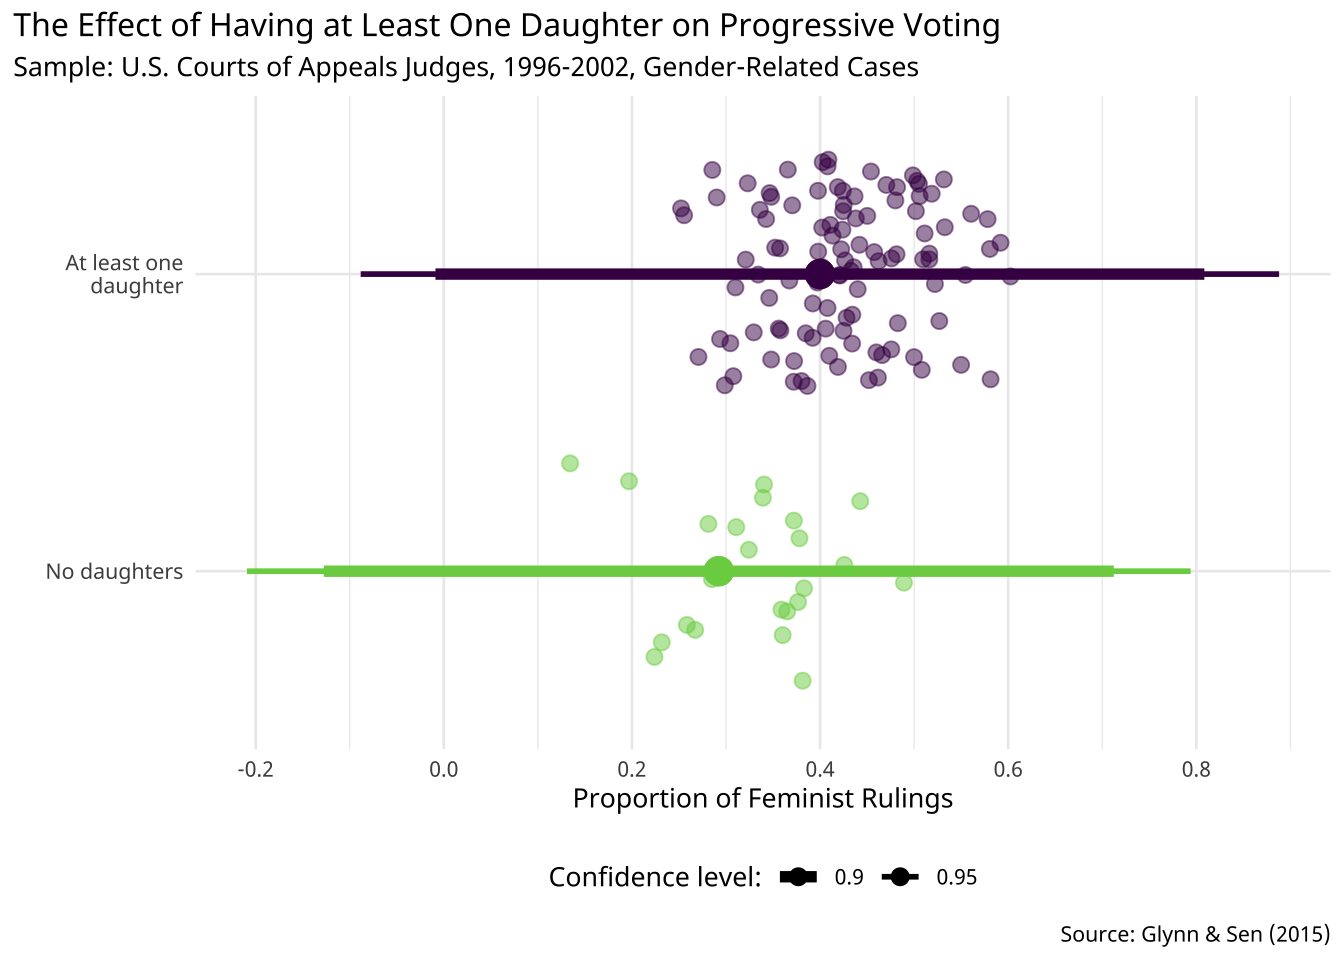 The Effect of Having at Least One Daughter on Progressive Voting
Sample: U.S. Courts of Appeals Judges, 1996-2002, Gender-Related Cases
At least one
daughter
No daughters
-0.2 0.0 0.2 0.4 0.6 0.8
Proportion of Feminist Rulings
Confidence level: 0.9 0.95
Source: Glynn & Sen (2015)